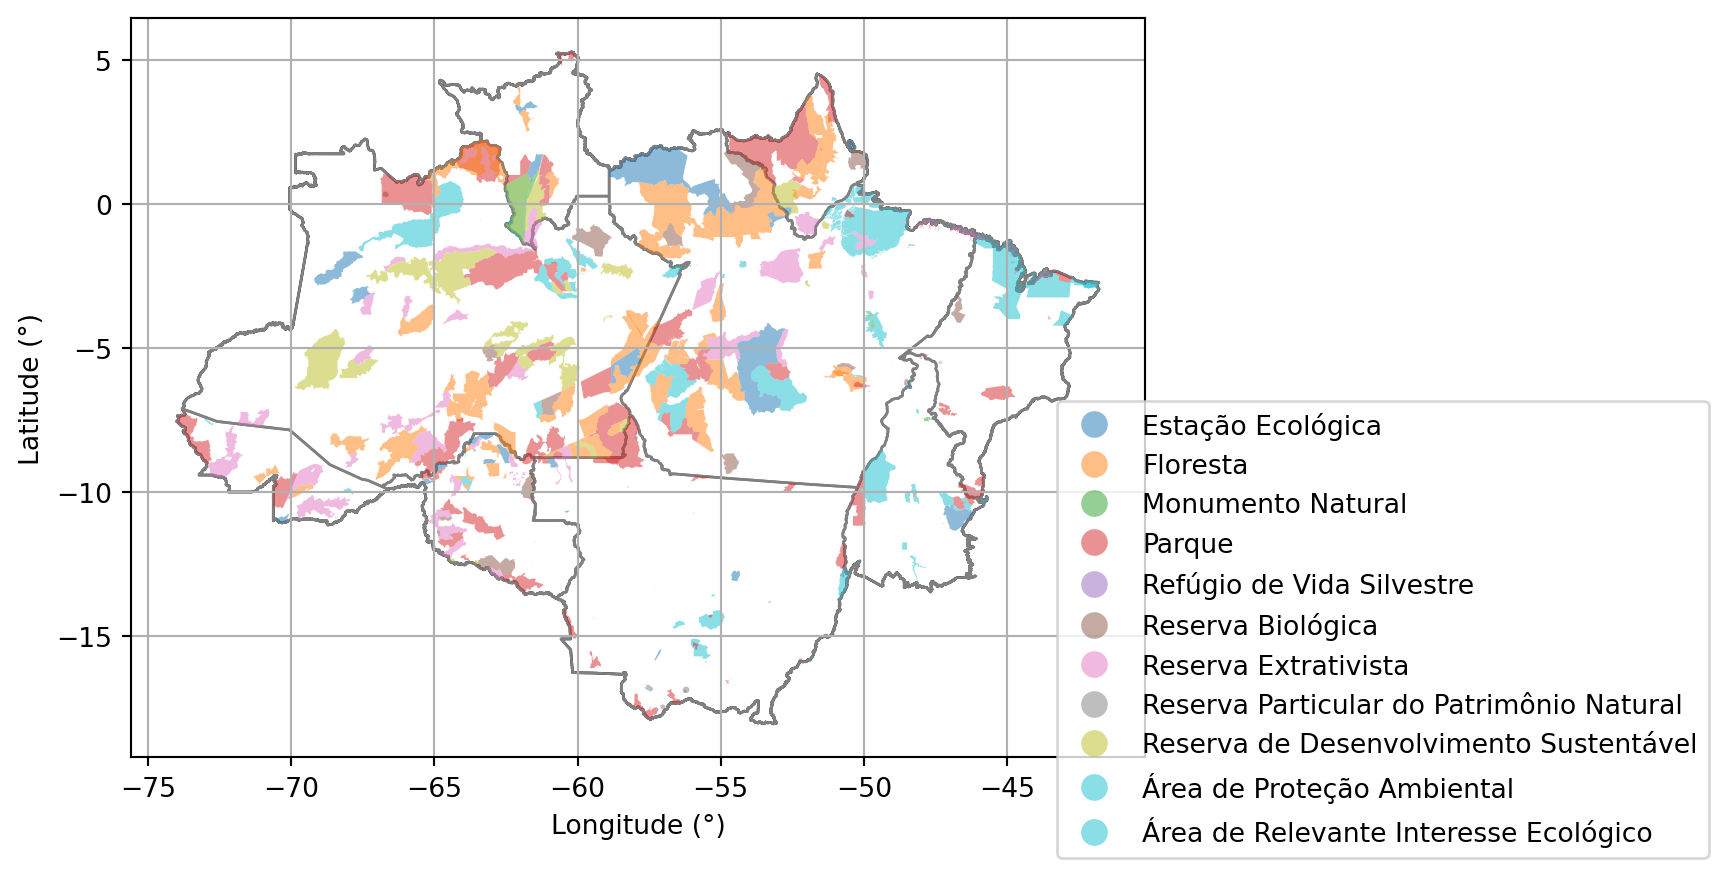 5
0
−5
−10
−15
Latitude (°)
−75
−70
−65
−60
−55
−50
−45
Longitude (°)
Estação Ecológica
Floresta
Monumento Natural
Parque
Refúgio de Vida Silvestre
Reserva Biológica
Reserva Extrativista
Reserva Particular do Patrimônio Natural
Reserva de Desenvolvimento Sustentável
Área de Proteção Ambiental
Área de Relevante Interesse Ecológico